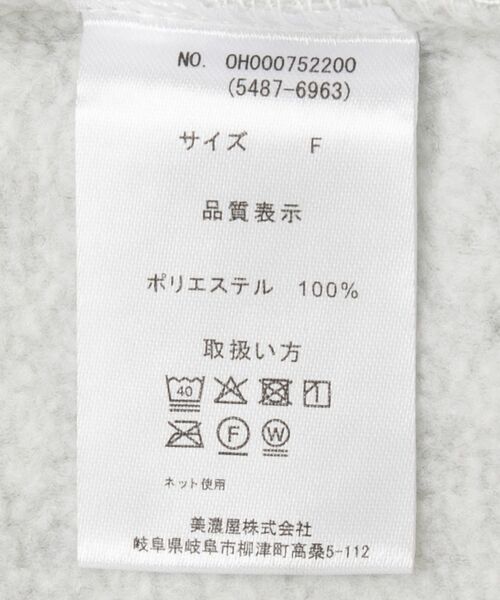 NO. 0H000752200
(5487-6963)
サイズ F
品質表示
ポリエステル 100%
取扱い方
40
F W
ネット使用
美濃屋株式会社
岐阜県岐阜市柳津町高桑5-112